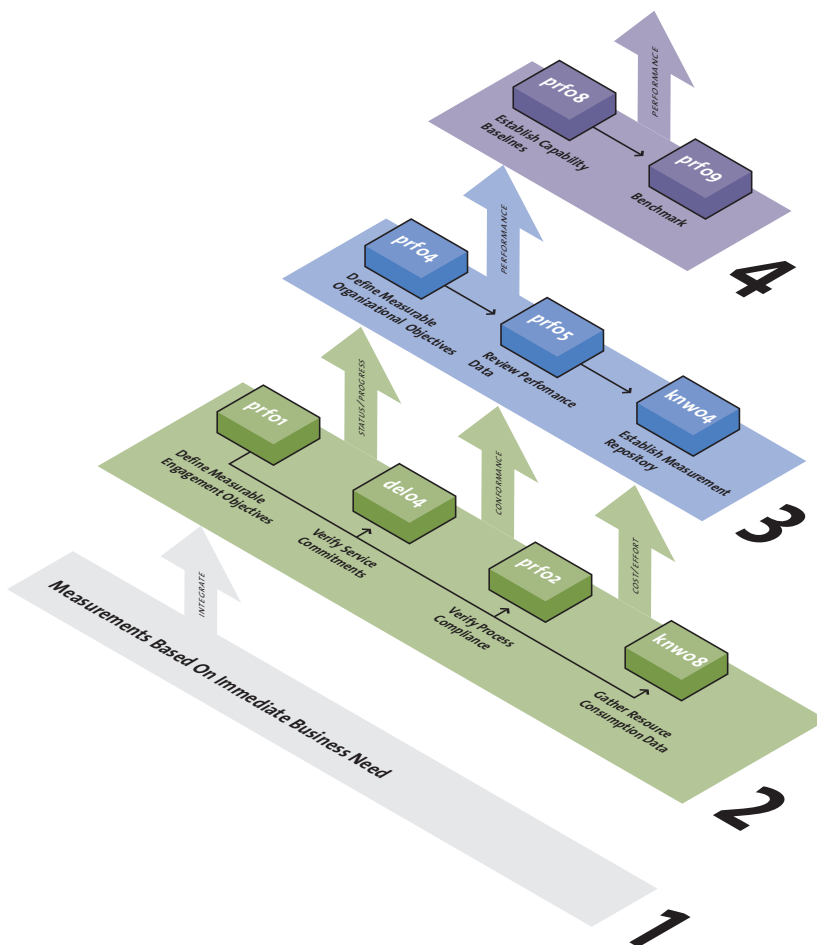 PERFORMANCE
prf08
Establish Capability
Baselines
prf09
Benchmark
4
PERFORMANCE
prf04
Define Measurable
Organizational Objectives
prf05
Review Perfomance
Data
knw04
Establish Measurement
Repository
3
STATUS/PROGRESS
CONFORMANCE
COST/EFFORT
prf01
Define Measurable
Engagement Objectives
del04
Verify Service
Commitments
prf02
Verify Process
Compliance
knw08
Gather Resource
Consumption Data
2
INTEGRATE
Measurements Based On Immediate Business Need
1